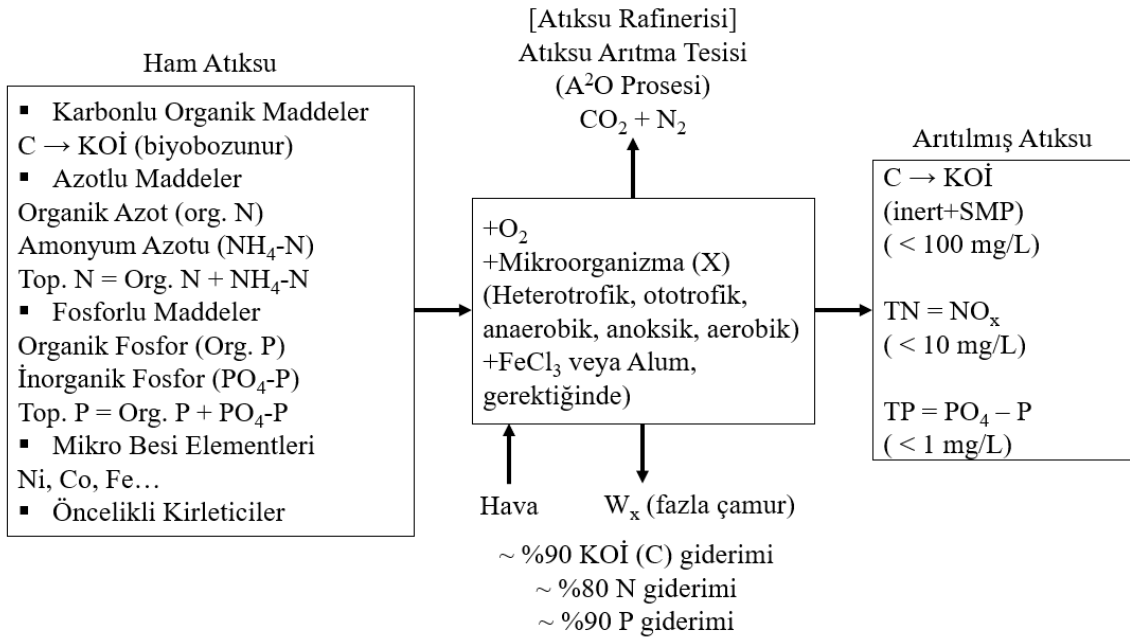 [Atıksu Rafinerisi]
Atıksu Arıtma Tesisi
(A²O Prosesi)
CO₂ + N₂
Ham Atıksu
▪ Karbonlu Organik Maddeler
C → KOİ (biyobozunur)
▪ Azotlu Maddeler
Organik Azot (org. N)
Amonyum Azotu (NH₄-N)
Top. N = Org. N + NH₄-N
▪ Fosforlu Maddeler
Organik Fosfor (Org. P)
İnorganik Fosfor (PO₄-P)
Top. P = Org. P + PO₄-P
▪ Mikro Besi Elementleri
Ni, Co, Fe…
▪ Öncelikli Kirleticiler
+O₂
+Mikroorganizma (X)
(Heterotrofik, ototrofik,
anaerobik, anoksik, aerobik)
+FeCl₃ veya Alum,
gerektiğinde)
Hava
Wₓ (fazla çamur)
~ %90 KOİ (C) giderimi
~ %80 N giderimi
~ %90 P giderimi
Arıtılmış Atıksu
C → KOİ
(inert+SMP)
( < 100 mg/L)
TN = NOₓ
( < 10 mg/L)
TP = PO₄ – P
( < 1 mg/L)